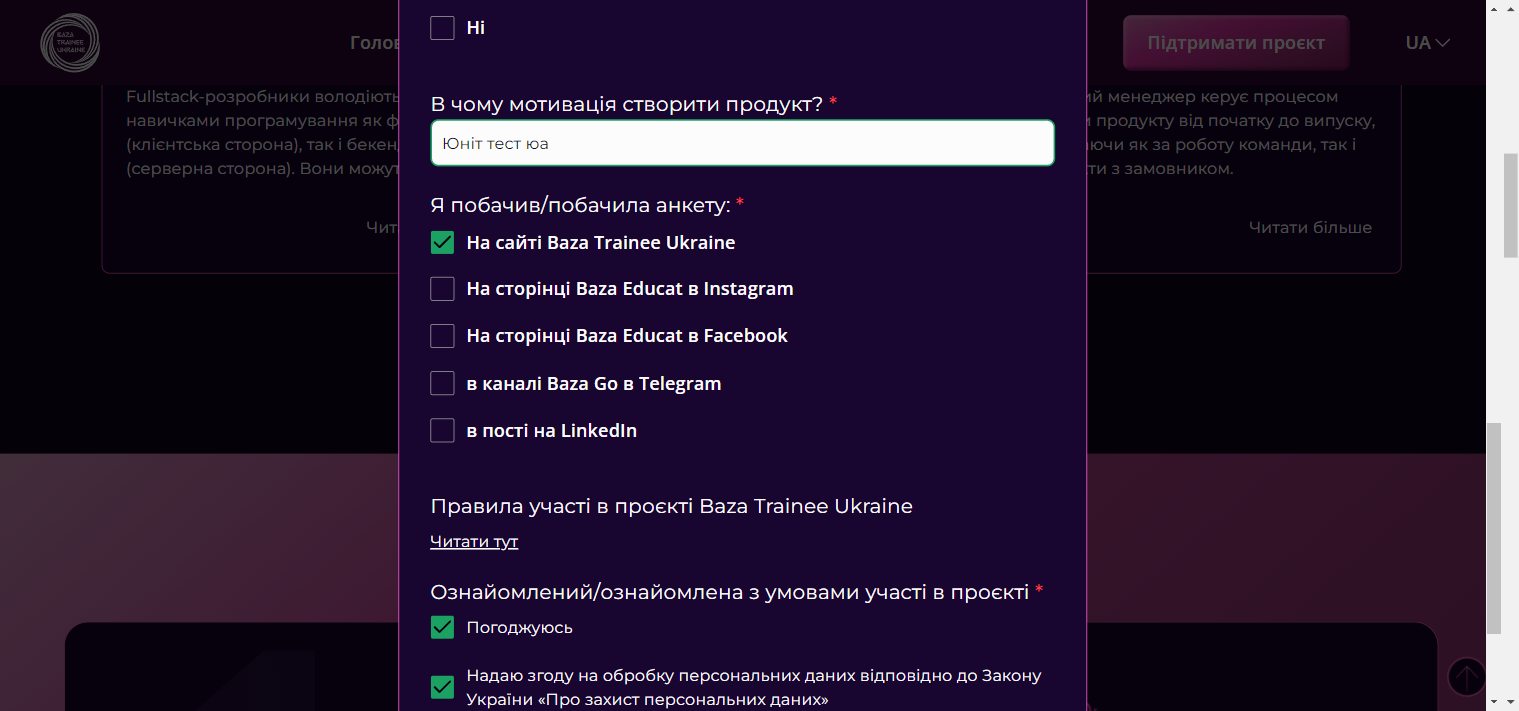 BAZA
TRAINEE
UKRAINE
Голов
Підтримати проєкт
UA
Ні
Fullstack-розробники володіють
навичками програмування як ф
(клієнтська сторона), так і бекен
(серверна сторона). Вони можут
Чит
ий менеджер керує процесом
и продукту від початку до випуску,
ючи як за роботу команди, так і
ти з замовником.
Читати більше
В чому мотивація створити продукт? *
Юніт тест юа
Я побачив/побачила анкету: *
На сайті Baza Trainee Ukraine
На сторінці Baza Educat в Instagram
На сторінці Baza Educat в Facebook
в каналі Baza Go в Telegram
в пості на LinkedIn
Правила участі в проєкті Baza Trainee Ukraine
Читати тут
Ознайомлений/ознайомлена з умовами участі в проєкті *
Погоджуюсь
Надаю згоду на обробку персональних даних відповідно до Закону
України «Про захист персональних даних»